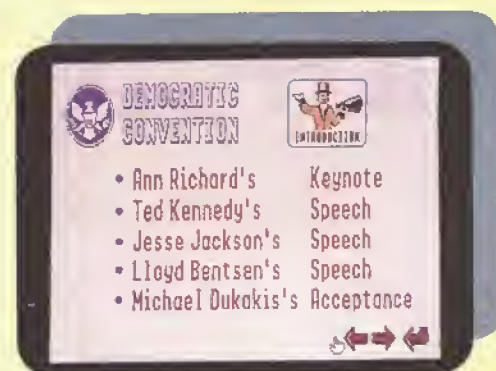 DEMOCRATIC
CONVENTION
INTRODUCTION
• Ann Richard's Keynote
• Ted Kennedy's Speech
• Jesse Jackson's Speech
• Lloyd Bentsen's Speech
• Michael Dukakis's Acceptance